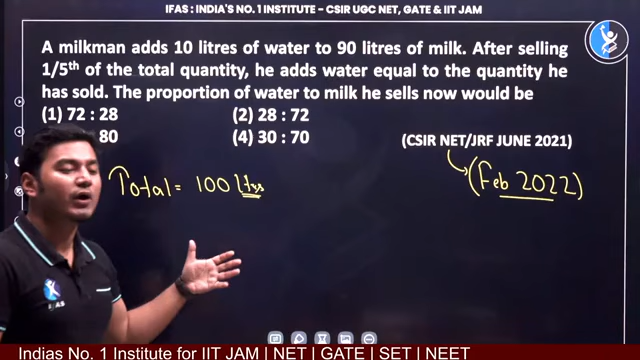 IFAS: INDIA'S NO. 1 INSTITUTE - CSIR UGC NET, GATE & IIT JAM
A milkman adds 10 litres of water to 90 litres of milk. After selling
1/5th of the total quantity, he adds water equal to the quantity he
has sold. The proportion of water to milk he sells now would be
(1) 72 : 28 (2) 28 : 72
80 (4) 30 : 70
(CSIR NET/JRF JUNE 2021)
Total = 100 ltrs
(Feb 2022)
IFAS
Indias No. 1 Institute for IIT JAM | NET | GATE | SET | NEET